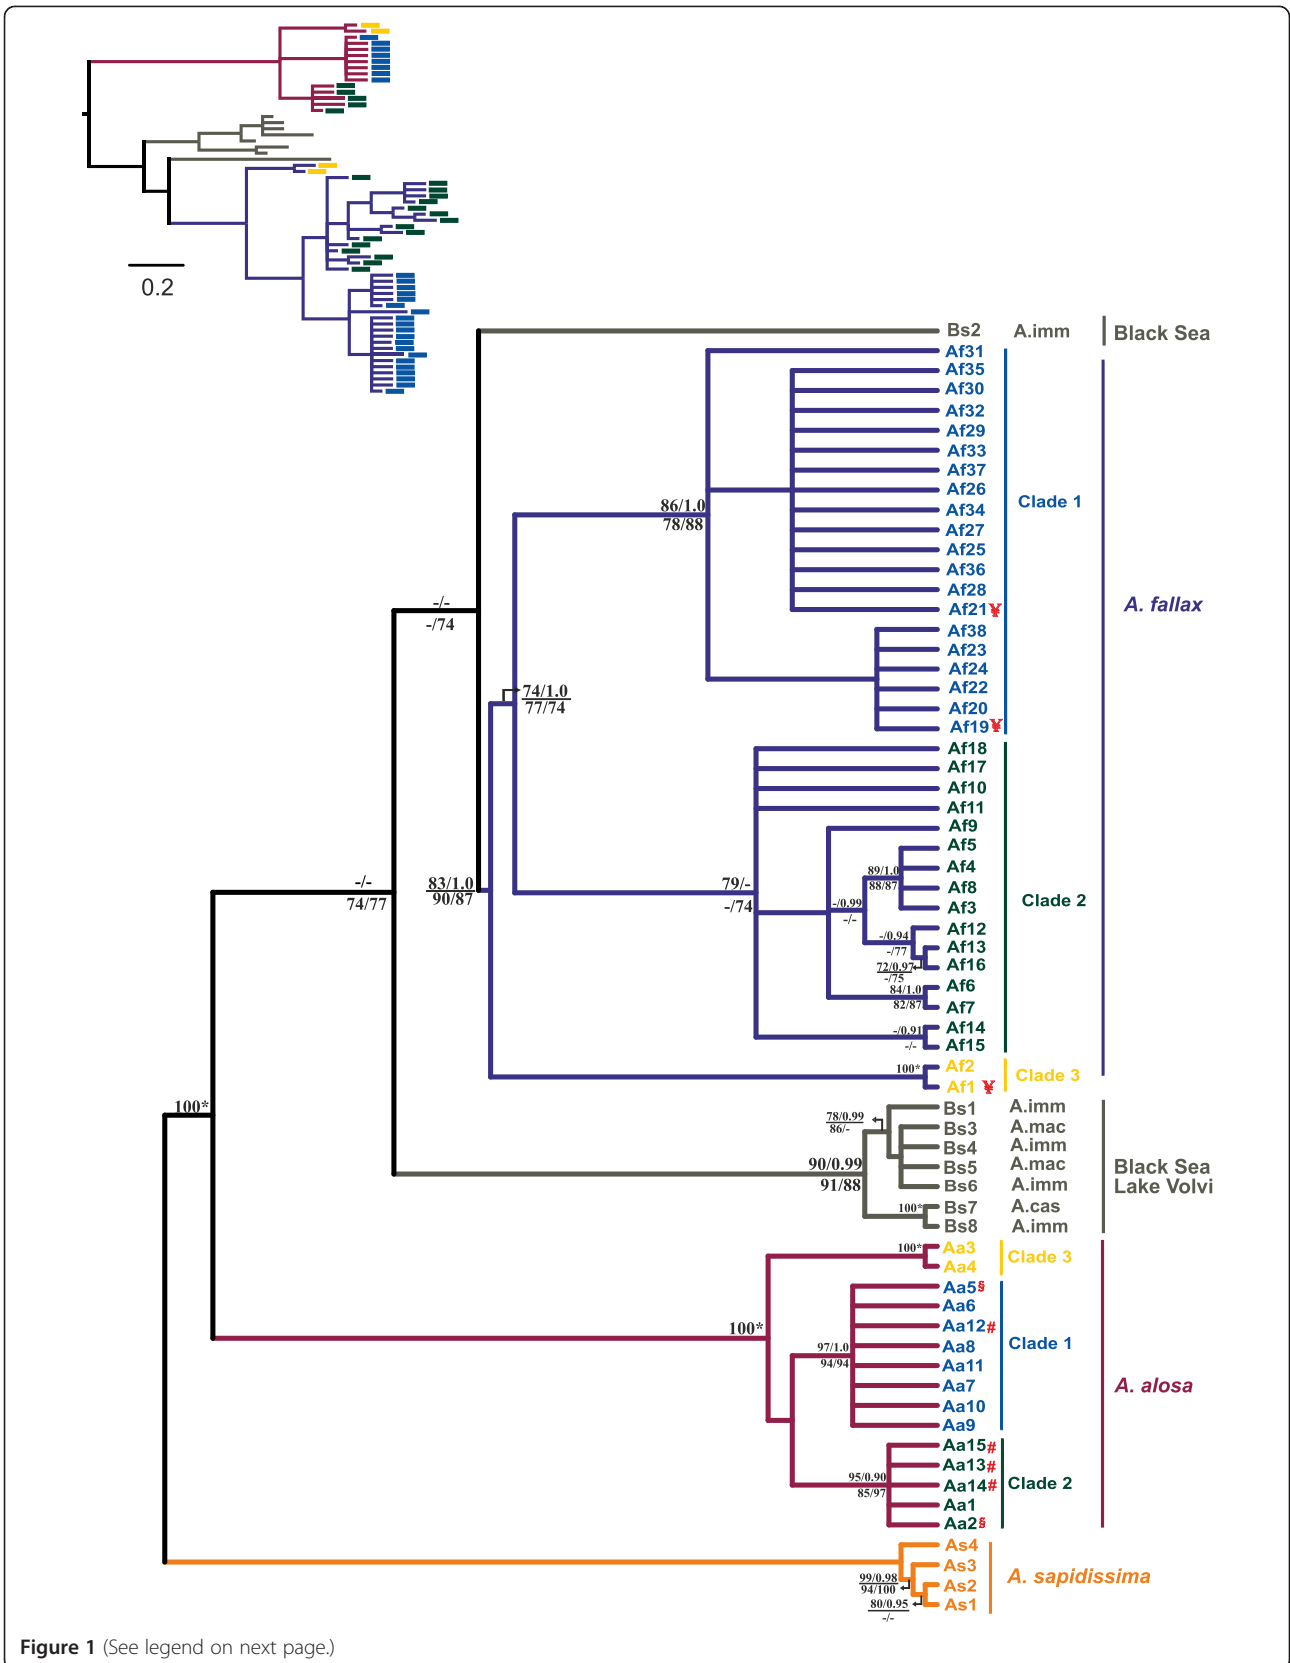 0.2
Bs2 A.imm Black Sea
Af31
Af35
Af30
Af32
Af29
Af33
Af37
Af26
Clade 1
86/1.0
78/88
Af34
Af27
Af25
Af36
Af28
Af21¥
A. fallax
-/-
-/74
Af38
Af23
Af24
Af22
74/1.0
77/74
Af20
Af19¥
Af18
Af17
Af10
Af11
Af9
Af5
89/1.0
88/87
Af4
Af8
Af3
-/-
74/77
83/1.0
90/87
79/-
-/74
-/0.99
-/-
Clade 2
Af12
-/0.94
-/77
Af13
Af16
72/0.97
-/75
Af6
84/1.0
82/87
Af7
Af14
-/0.91
-/-
Af15
100*
Af2
Clade 3
Af1 ¥
100*
Bs1 A.imm
78/0.99
86/-
Bs3 A.mac
Bs4 A.imm
Bs5 A.mac
Bs6 A.imm
90/0.99
91/88
Black Sea
Lake Volvi
100*
Bs7 A.cas
Bs8 A.imm
100*
Aa3
Aa4
Clade 3
Aa5§
Aa6
Aa12#
100*
97/1.0
94/94
Aa8
Clade 1
Aa11
Aa7
A. alosa
Aa10
Aa9
Aa15#
Aa13#
95/0.90
85/97
Aa14#
Clade 2
Aa1
Aa2§
As4
As3
99/0.98
94/100
As2
A. sapidissima
80/0.95
-/-
As1
Figure 1 (See legend on next page.)